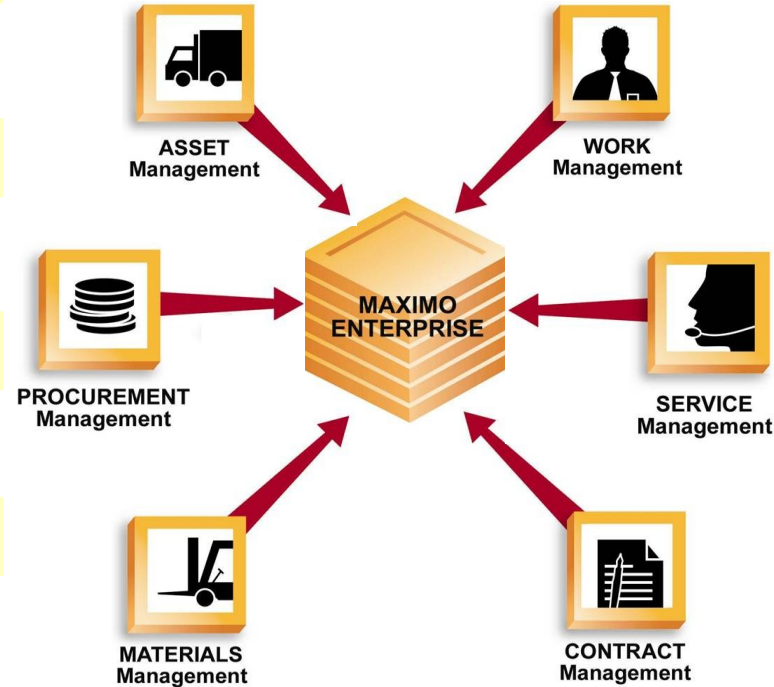 ASSET
Management
WORK
Management
MAXIMO
ENTERPRISE
PROCUREMENT
Management
SERVICE
Management
MATERIALS
Management
CONTRACT
Management